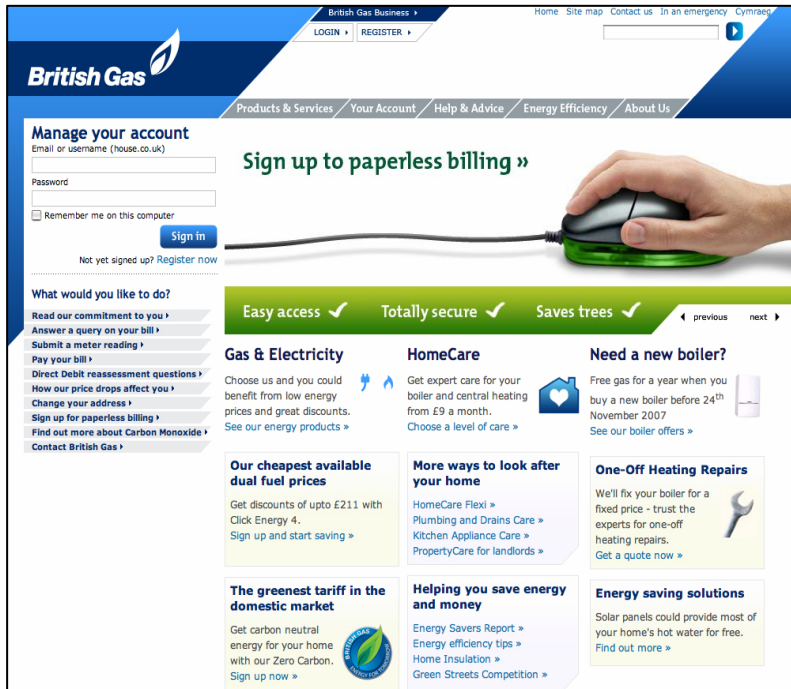 British Gas Business
Home Site map Contact us In an emergency Cymraeg
LOGIN REGISTER
British Gas
Products & Services Your Account Help & Advice Energy Efficiency About Us
Manage your account
Email or username (house.co.uk)
Password
Remember me on this computer
Sign in
Not yet signed up? Register now
What would you like to do?
Read our commitment to you
Answer a query on your bill
Submit a meter reading
Pay your bill
Direct Debit reassessment questions
How our price drops affect you
Change your address
Sign up for paperless billing
Find out more about Carbon Monoxide
Contact British Gas
Sign up to paperless billing »
Easy access Totally secure Saves trees
previous next
Gas & Electricity
Choose us and you could
benefit from low energy
prices and great discounts.
See our energy products »
HomeCare
Get expert care for your
boiler and central heating
from £9 a month.
Choose a level of care »
Need a new boiler?
Free gas for a year when you
buy a new boiler before 24th
November 2007
See our boiler offers »
Our cheapest available
dual fuel prices
Get discounts of upto £211 with
Click Energy 4.
Sign up and start saving »
More ways to look after
your home
HomeCare Flexi »
Plumbing and Drains Care »
Kitchen Appliance Care »
PropertyCare for landlords »
One-Off Heating Repairs
We'll fix your boiler for a
fixed price - trust the
experts for one-off
heating repairs.
Get a quote now »
The greenest tariff in the
domestic market
Get carbon neutral
energy for your home
with our Zero Carbon.
Sign up now »
BRITISH GAS
ENERGY FOR TOMORROW
Helping you save energy
and money
Energy Savers Report »
Energy efficiency tips »
Home Insulation »
Green Streets Competition »
Energy saving solutions
Solar panels could provide most of
your home's hot water for free.
Find out more »